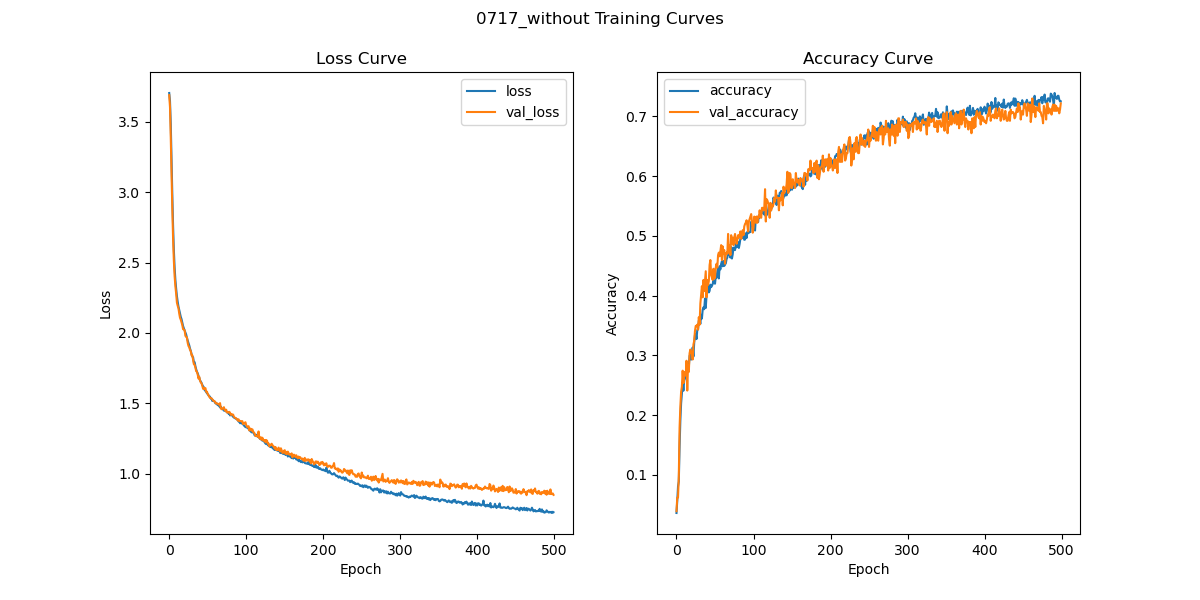 0717_without Training Curves
Loss Curve
Loss
3.5
3.0
2.5
2.0
1.5
1.0
loss
val_loss
0
100
200
300
400
500
Epoch
Accuracy Curve
Accuracy
0.7
0.6
0.5
0.4
0.3
0.2
0.1
accuracy
val_accuracy
0
100
200
300
400
500
Epoch